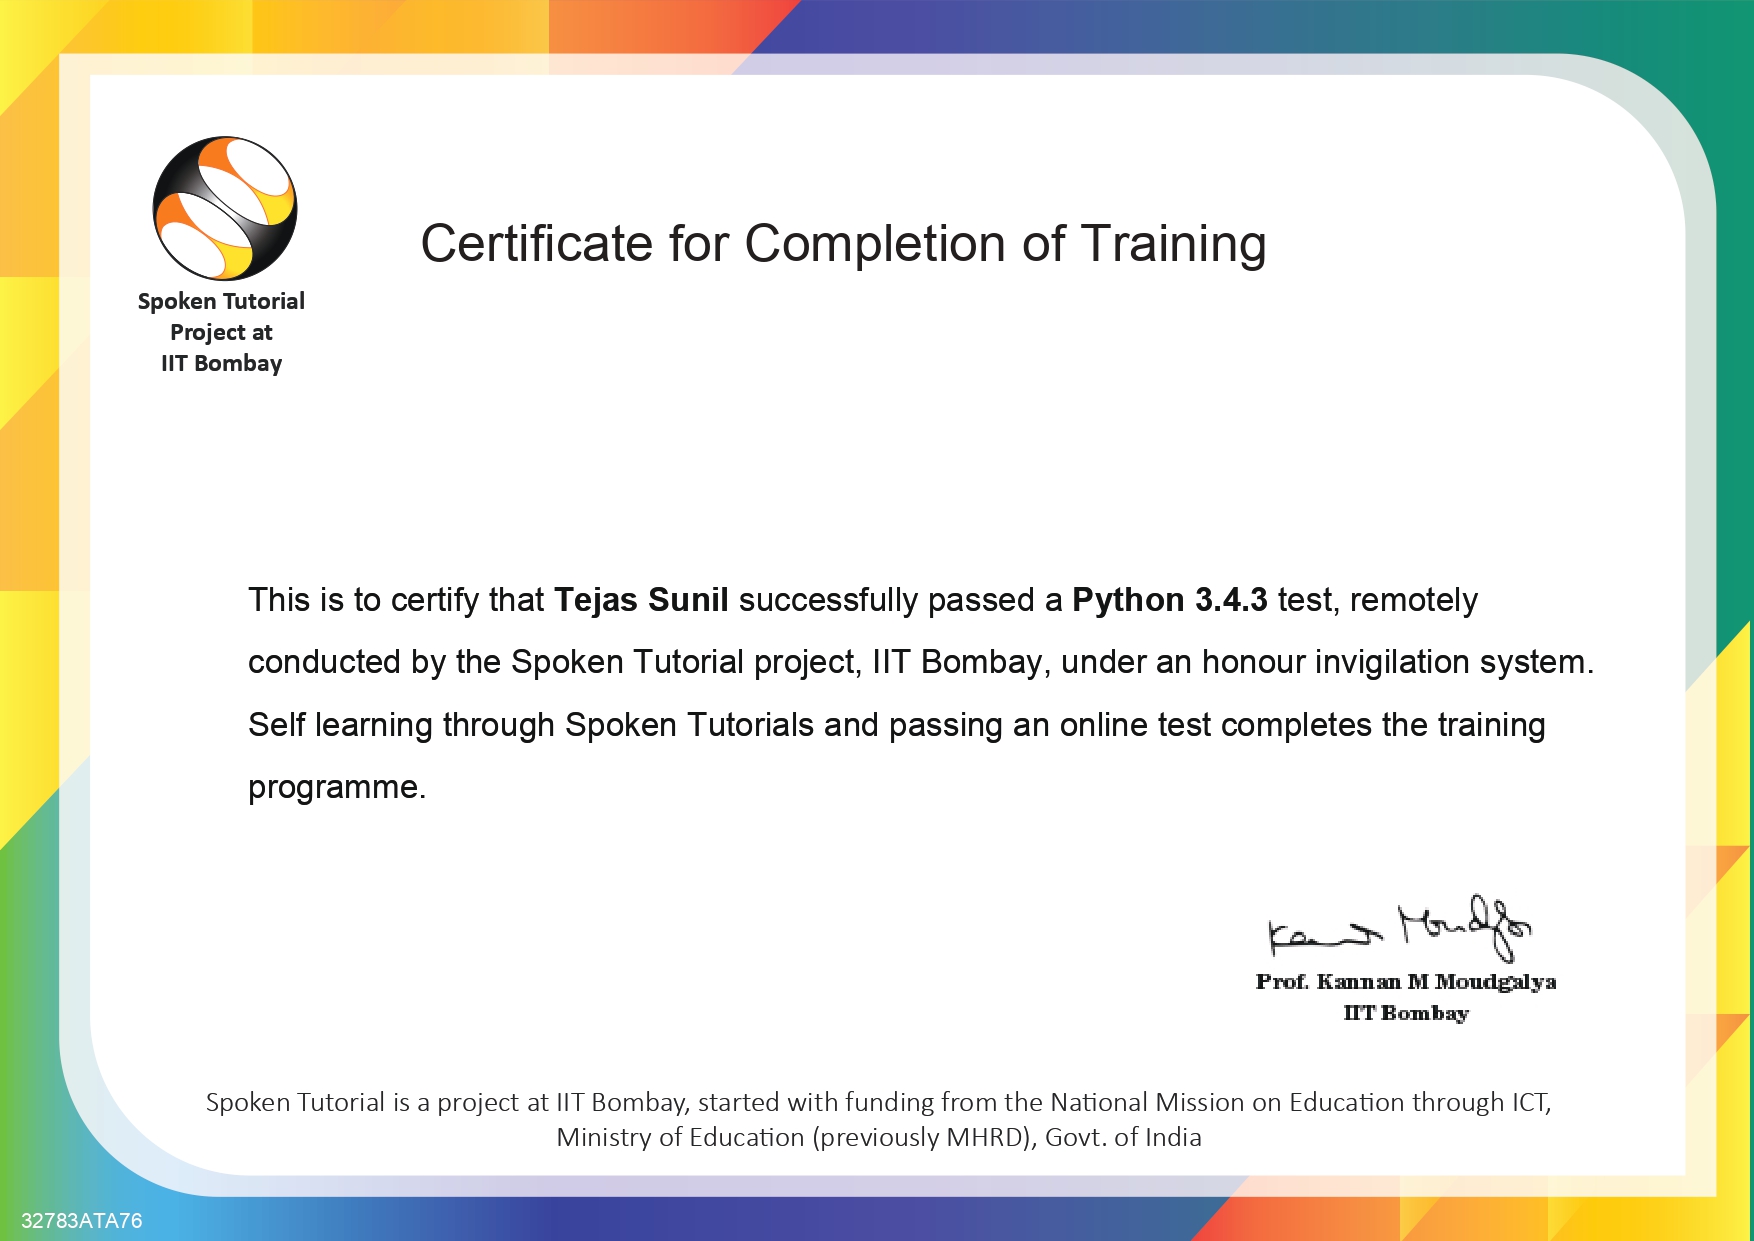 Certificate for Completion of Training
Spoken Tutorial
Project at
IIT Bombay
This is to certify that Tejas Sunil successfully passed a Python 3.4.3 test, remotely
conducted by the Spoken Tutorial project, IIT Bombay, under an honour invigilation system.
Self learning through Spoken Tutorials and passing an online test completes the training
programme.
Prof. Kannan M Moudgalya
IIT Bombay
Spoken Tutorial is a project at IIT Bombay, started with funding from the National Mission on Education through ICT,
Ministry of Education (previously MHRD), Govt. of India
32783ATA76